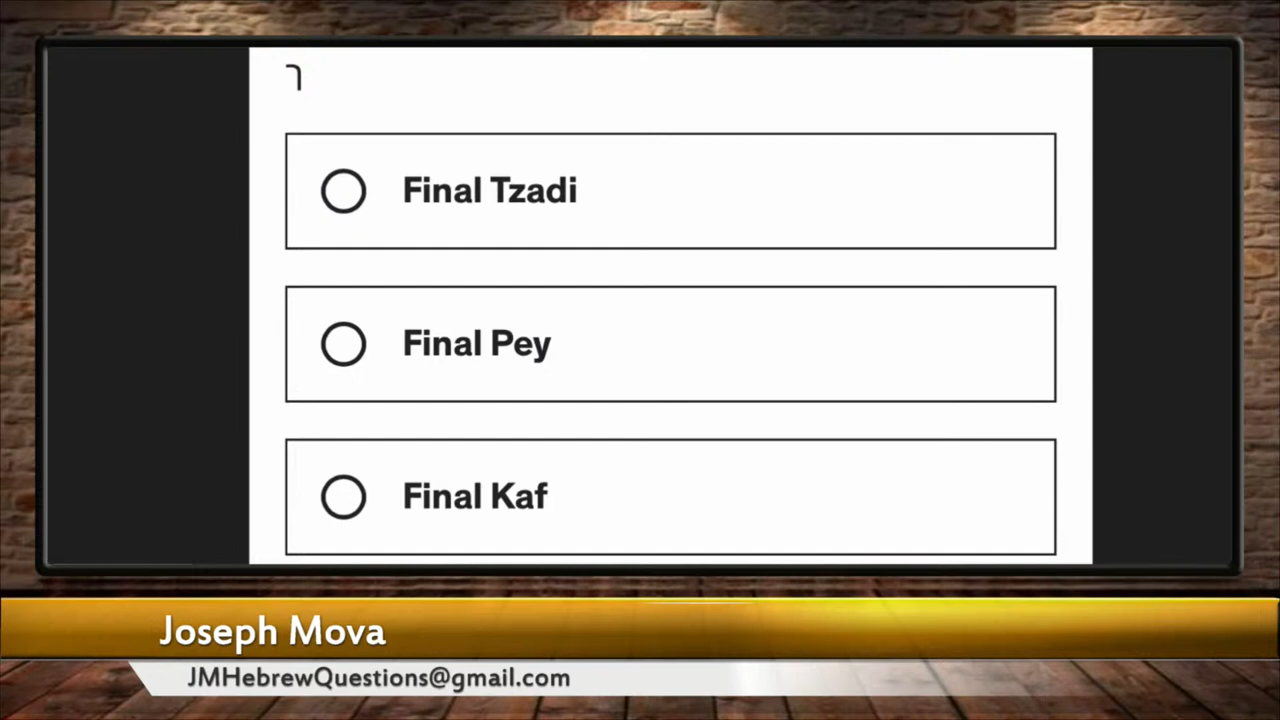 ך
Final Tzadi
Final Pey
Final Kaf
Joseph Mova
JMHebrewQuestions@gmail.com